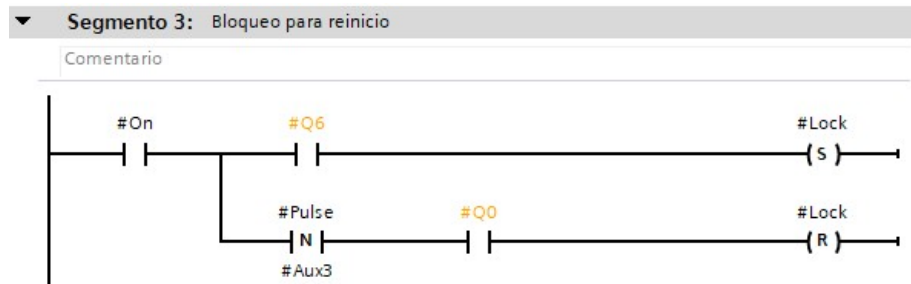 Segmento 3: Bloqueo para reinicio
Comentario
#On #Q6 #Lock
S
#Pulse #Q0 #Lock
N R
#Aux3